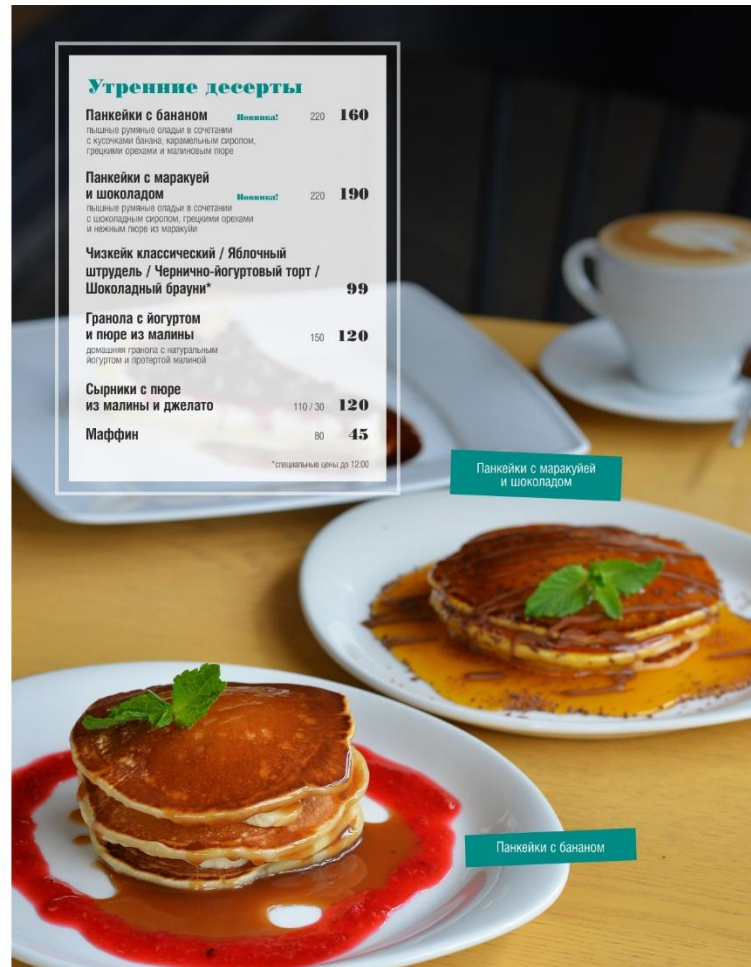 Утренние десерты
Панкейки с бананом Новинка! 220 160
пышные румяные оладьи в сочетании
с кусочками банана, карамельным сиропом,
грецкими орехами и малиновым пюре
Панкейки с маракуей
и шоколадом Новинка! 220 190
пышные румяные оладьи в сочетании
с шоколадным сиропом, грецкими орехами
и нежным пюре из маракуйи
Чизкейк классический / Яблочный
штрудель / Чернично-йогуртовый торт /
Шоколадный брауни* 99
Гранола с йогуртом
и пюре из малины 150 120
домашняя гранола с натуральным
йогуртом и протертой малиной
Сырники с пюре
из малины и джелато 110 / 30 120
Маффин 80 45
*специальные цены до 12:00
Панкейки с маракуйей
и шоколадом
Панкейки с бананом